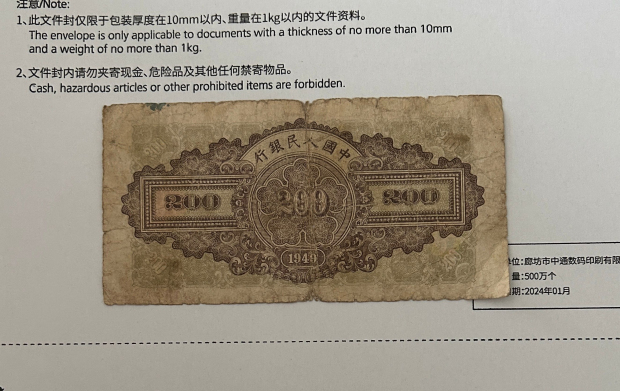 注意/Note:
1、此文件封仅限于包装厚度在10mm以内、重量在1kg以内的文件资料。
The envelope is only applicable to documents with a thickness of no more than 10mm
and a weight of no more than 1kg.
2、文件封内请勿夹寄现金、危险品及其他任何禁寄物品。
Cash, hazardous articles or other prohibited items are forbidden.
行銀民人國中
200 200 200
1949
位:廊坊市中通数码印刷有限
量:500万个
期:2024年01月